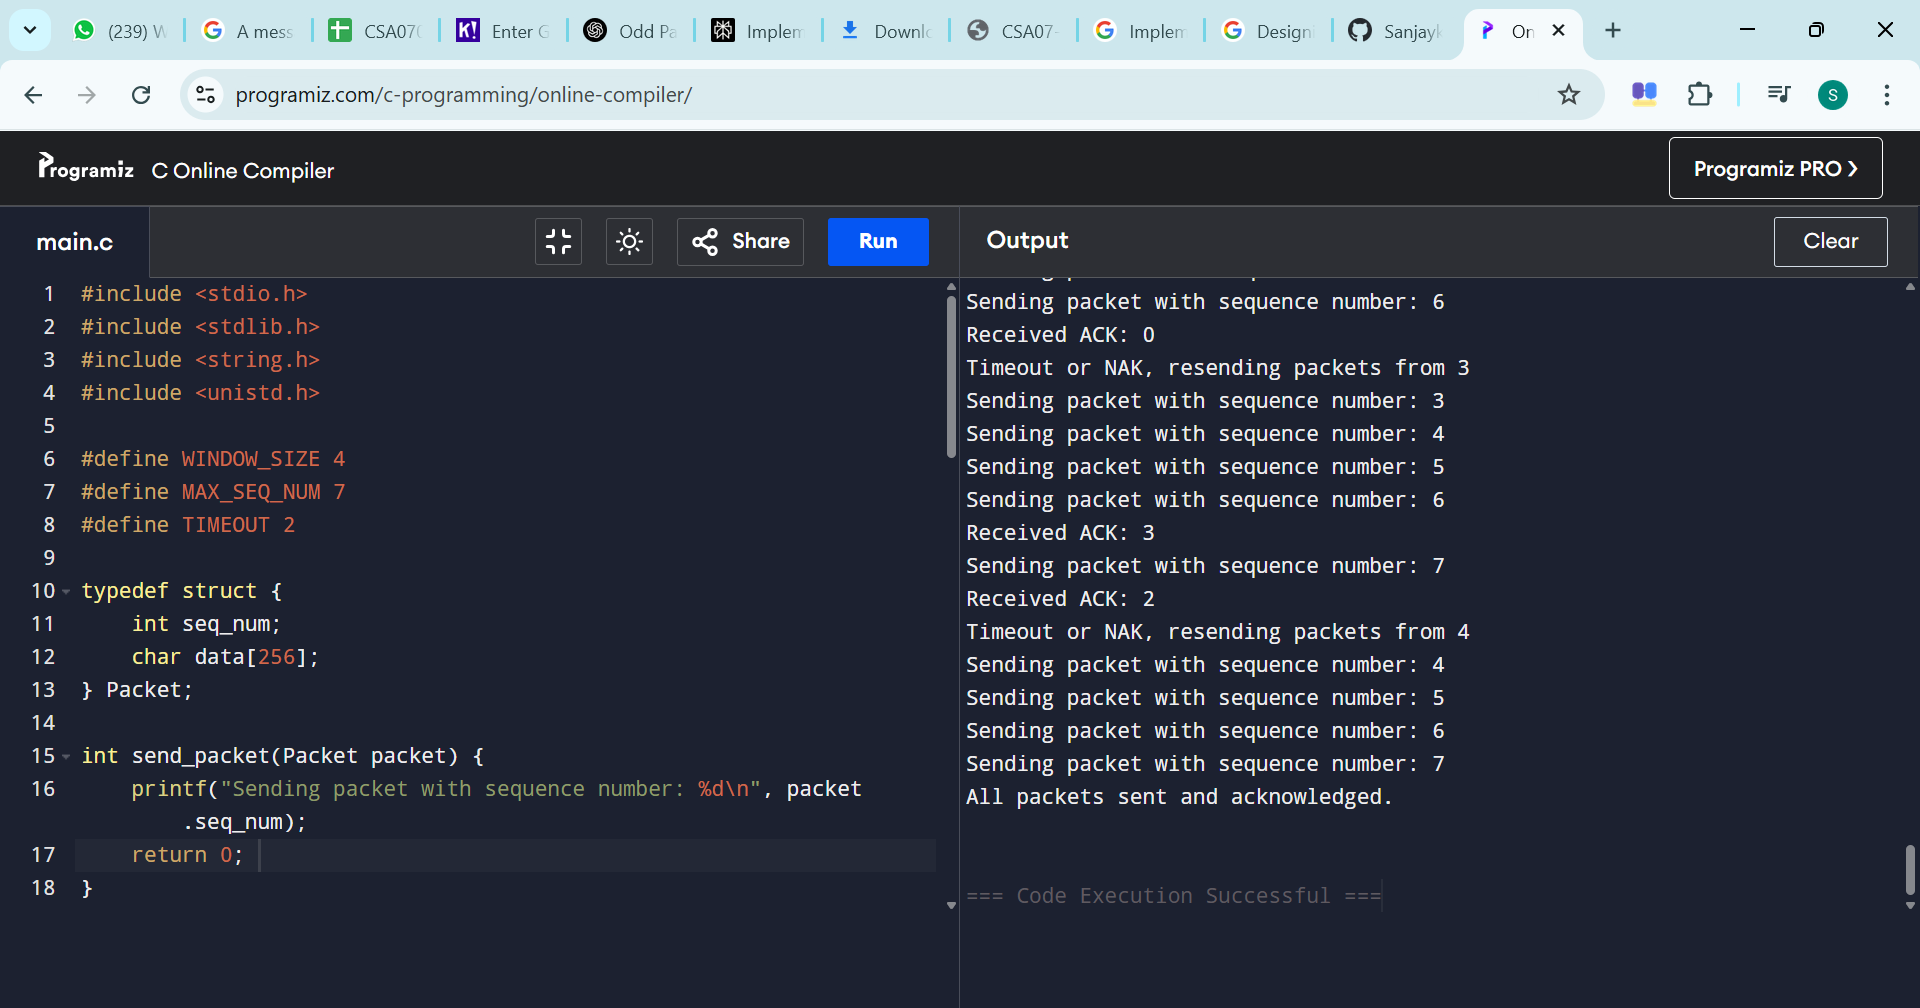 (239) W
A mess
CSA070
Enter G
Odd Pa
Implem
Downlo
CSA07-
Implem
Design
Sanjayk
On
programiz.com/c-programming/online-compiler/
S
Programiz C Online Compiler
Programiz PRO ❯
main.c
Share
Run
Output
Clear
1 #include <stdio.h>
2 #include <stdlib.h>
3 #include <string.h>
4 #include <unistd.h>
5
6 #define WINDOW_SIZE 4
7 #define MAX_SEQ_NUM 7
8 #define TIMEOUT 2
9
10 typedef struct {
11     int seq_num;
12     char data[256];
13 } Packet;
14
15 int send_packet(Packet packet) {
16     printf("Sending packet with sequence number: %d\n", packet
        .seq_num);
17     return 0;
18 }
Sending packet with sequence number: 6
Received ACK: 0
Timeout or NAK, resending packets from 3
Sending packet with sequence number: 3
Sending packet with sequence number: 4
Sending packet with sequence number: 5
Sending packet with sequence number: 6
Received ACK: 3
Sending packet with sequence number: 7
Received ACK: 2
Timeout or NAK, resending packets from 4
Sending packet with sequence number: 4
Sending packet with sequence number: 5
Sending packet with sequence number: 6
Sending packet with sequence number: 7
All packets sent and acknowledged.
=== Code Execution Successful ===